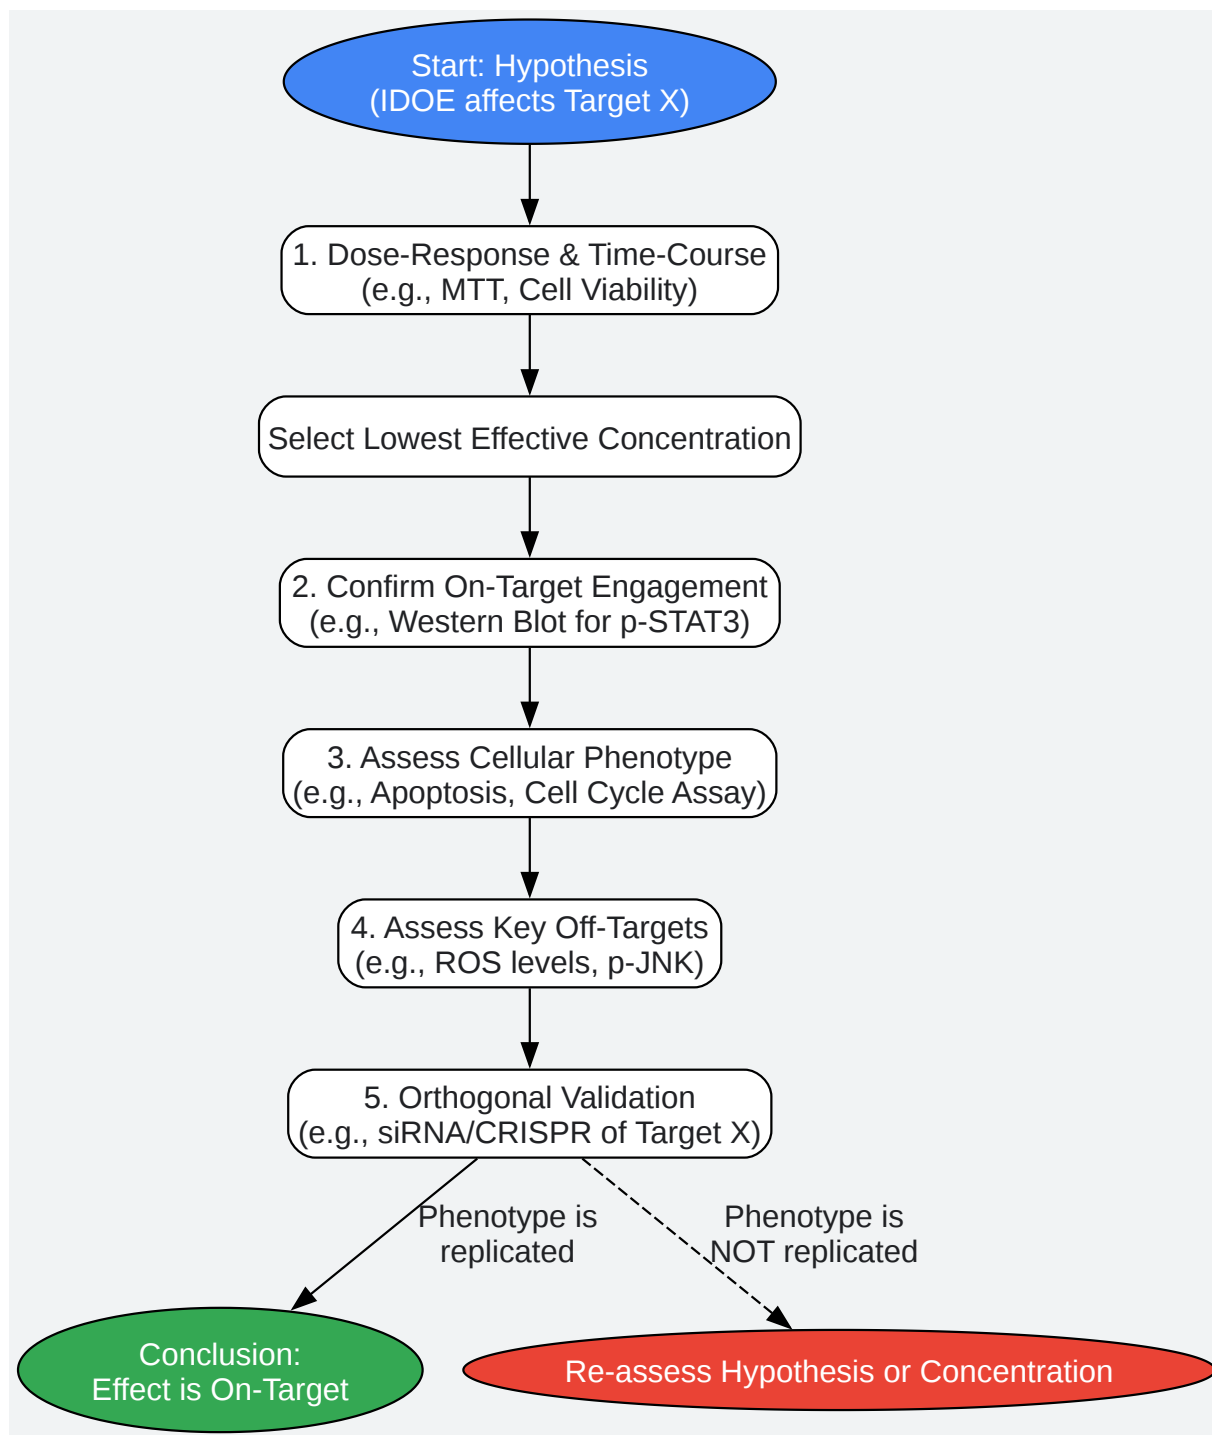 Start: Hypothesis
(IDOE affects Target X)
1. Dose-Response & Time-Course
(e.g., MTT, Cell Viability)
Select Lowest Effective Concentration
2. Confirm On-Target Engagement
(e.g., Western Blot for p-STAT3)
3. Assess Cellular Phenotype
(e.g., Apoptosis, Cell Cycle Assay)
4. Assess Key Off-Targets
(e.g., ROS levels, p-JNK)
5. Orthogonal Validation
(e.g., siRNA/CRISPR of Target X)
Phenotype is
replicated
Phenotype is
NOT replicated
Conclusion:
Effect is On-Target
Re-assess Hypothesis or Concentration